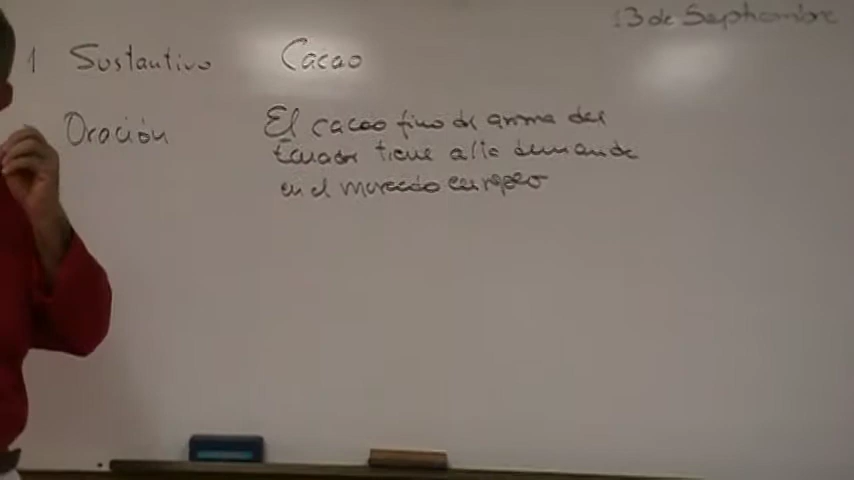 13 de Septiembre
1 Sustantivo Cacao
Oración El cacao fino de aroma del
Ecuador tiene alta demanda
en el mercado europeo